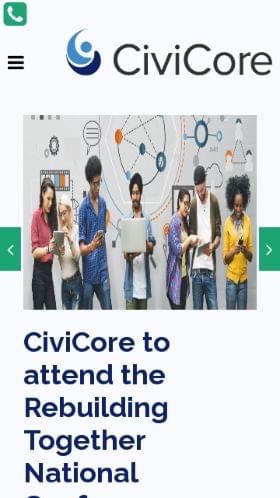 CiviCore
CiviCore to
attend the
Rebuilding
Together
National